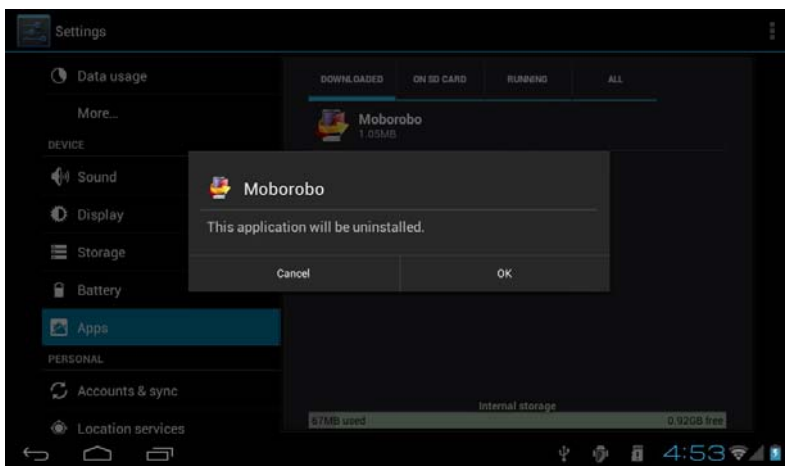 Settings
Data usage
More...
DEVICE
Sound
Display
Storage
Battery
Apps
PERSONAL
Accounts & sync
Location services
DOWNLOADED
ON SD CARD
RUNNING
ALL
Moborobo
1.05MB
Moborobo
This application will be uninstalled.
Cancel
OK
Internal storage
67MB used
0.92GB free
4:53